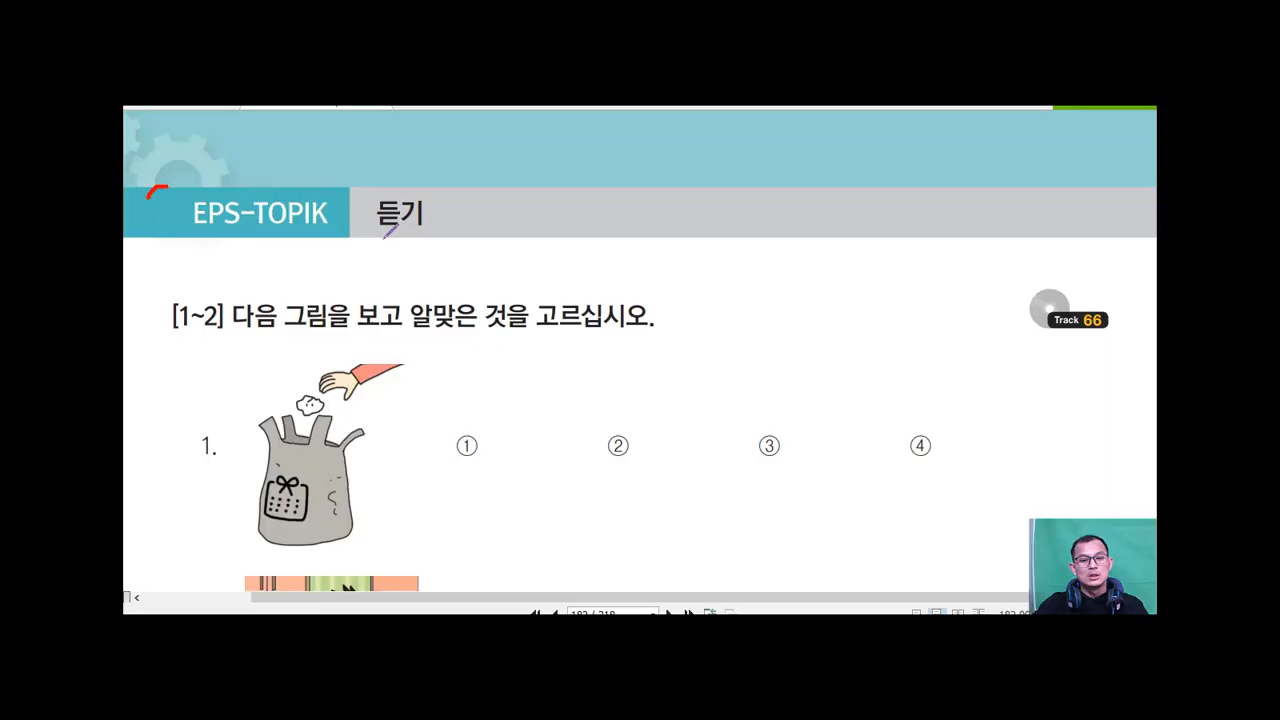 EPS-TOPIK 듣기
[1~2] 다음 그림을 보고 알맞은 것을 고르십시오.
Track 66
1. ① ② ③ ④